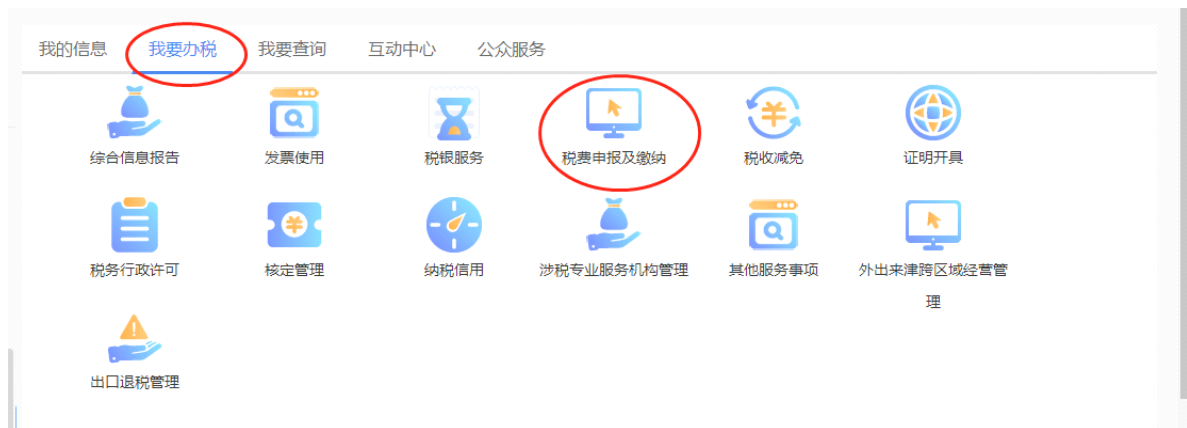 我的信息 我要办税 我要查询 互动中心 公众服务
综合信息报告 发票使用 税银服务 税费申报及缴纳 税收减免 证明开具
税务行政许可 核定管理 纳税信用 涉税专业服务机构管理 其他服务事项 外出来津跨区域经营管
理
出口退税管理